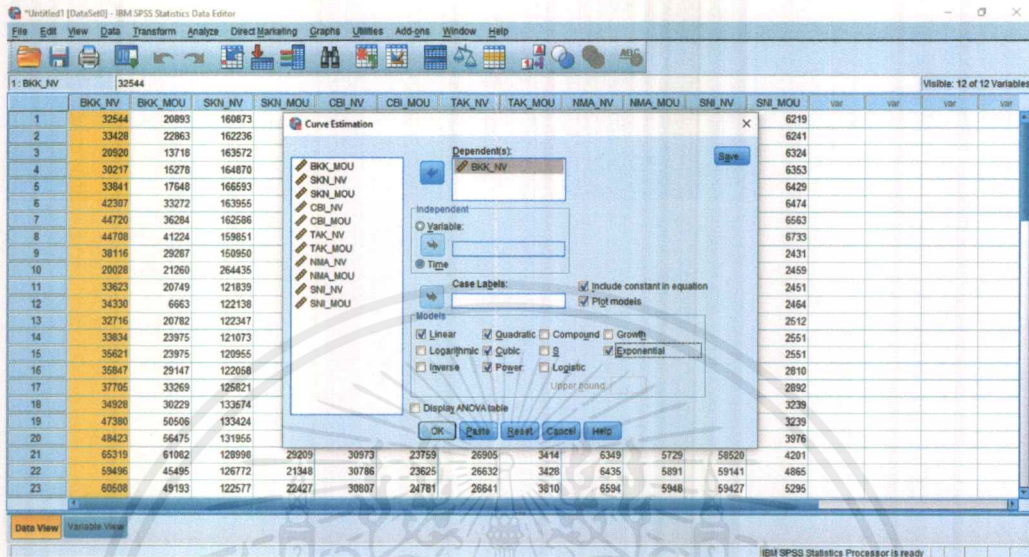 *Untitled1 [DataSet0] - IBM SPSS Statistics Data Editor
File Edit View Data Transform Analyze Direct Marketing Graphs Utilities Add-ons Window Help
1 : BKK_NV 32544 Visible: 12 of 12 Variables
BKK_NV BKK_MOU SKN_NV SKN_MOU CBI_NV CBI_MOU TAK_NV TAK_MOU NMA_NV NMA_MOU SNI_NV SNI_MOU var var var var
1 32544 20893 160873 6219
2 33428 22863 162236 6241
3 20920 13718 163572 6324
4 30217 15278 164870 6353
5 33841 17648 166593 6429
6 42307 33272 163955 6474
7 44720 36284 162586 6563
8 44708 41224 159851 6733
9 38116 29287 150950 2431
10 20028 21260 264435 2459
11 33623 20749 121839 2451
12 34330 6663 122138 2464
13 32716 20782 122347 2512
14 33834 23975 121073 2551
15 35621 23975 120955 2551
16 35847 29147 122058 2810
17 37705 33269 125821 2892
18 34928 30229 133674 3239
19 47380 50506 133424 3239
20 48423 56475 131955 3976
21 65319 61062 128998 29209 30973 23759 26905 3414 6349 5729 58520 4201
22 59496 45495 126772 21348 30786 23625 26632 3428 6435 5891 59141 4865
23 60508 49193 122577 22427 30807 24781 26641 3810 6594 5948 59427 5295
Curve Estimation
BKK_MOU
SKN_NV
SKN_MOU
CBI_NV
CBI_MOU
TAK_NV
TAK_MOU
NMA_NV
NMA_MOU
SNI_NV
SNI_MOU
Dependent(s):
BKK_NV
Save...
Independent
Variable:
Time
Case Labels:
Include constant in equation
Plot models
Models
Linear Quadratic Compound Growth
Logarithmic Cubic S Exponential
Inverse Power: Logistic
Upper bound:
Display ANOVA table
OK Paste Reset Cancel Help
Data View Variable View
IBM SPSS Statistics Processor is ready